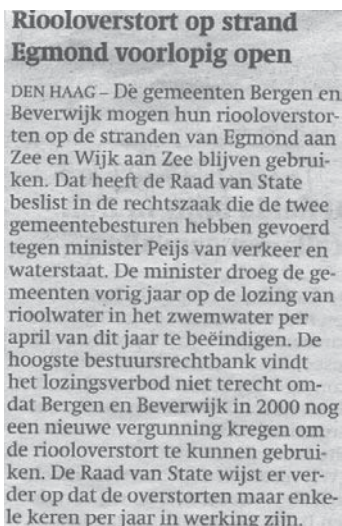 Riooloverstort op strand
Egmond voorlopig open
DEN HAAG – De gemeenten Bergen en
Beverwijk mogen hun riooloverstor-
ten op de stranden van Egmond aan
Zee en Wijk aan Zee blijven gebrui-
ken. Dat heeft de Raad van State
beslist in de rechtszaak die de twee
gemeentebesturen hebben gevoerd
tegen minister Peijs van verkeer en
waterstaat. De minister droeg de ge-
meenten vorig jaar op de lozing van
rioolwater in het zwemwater per
april van dit jaar te beëindigen. De
hoogste bestuursrechtbank vindt
het lozingsverbod niet terecht om-
dat Bergen en Beverwijk in 2000 nog
een nieuwe vergunning kregen om
de riooloverstort te kunnen gebrui-
ken. De Raad van State wijst er ver-
der op dat de overstorten maar enke-
le keren per jaar in werking zijn.